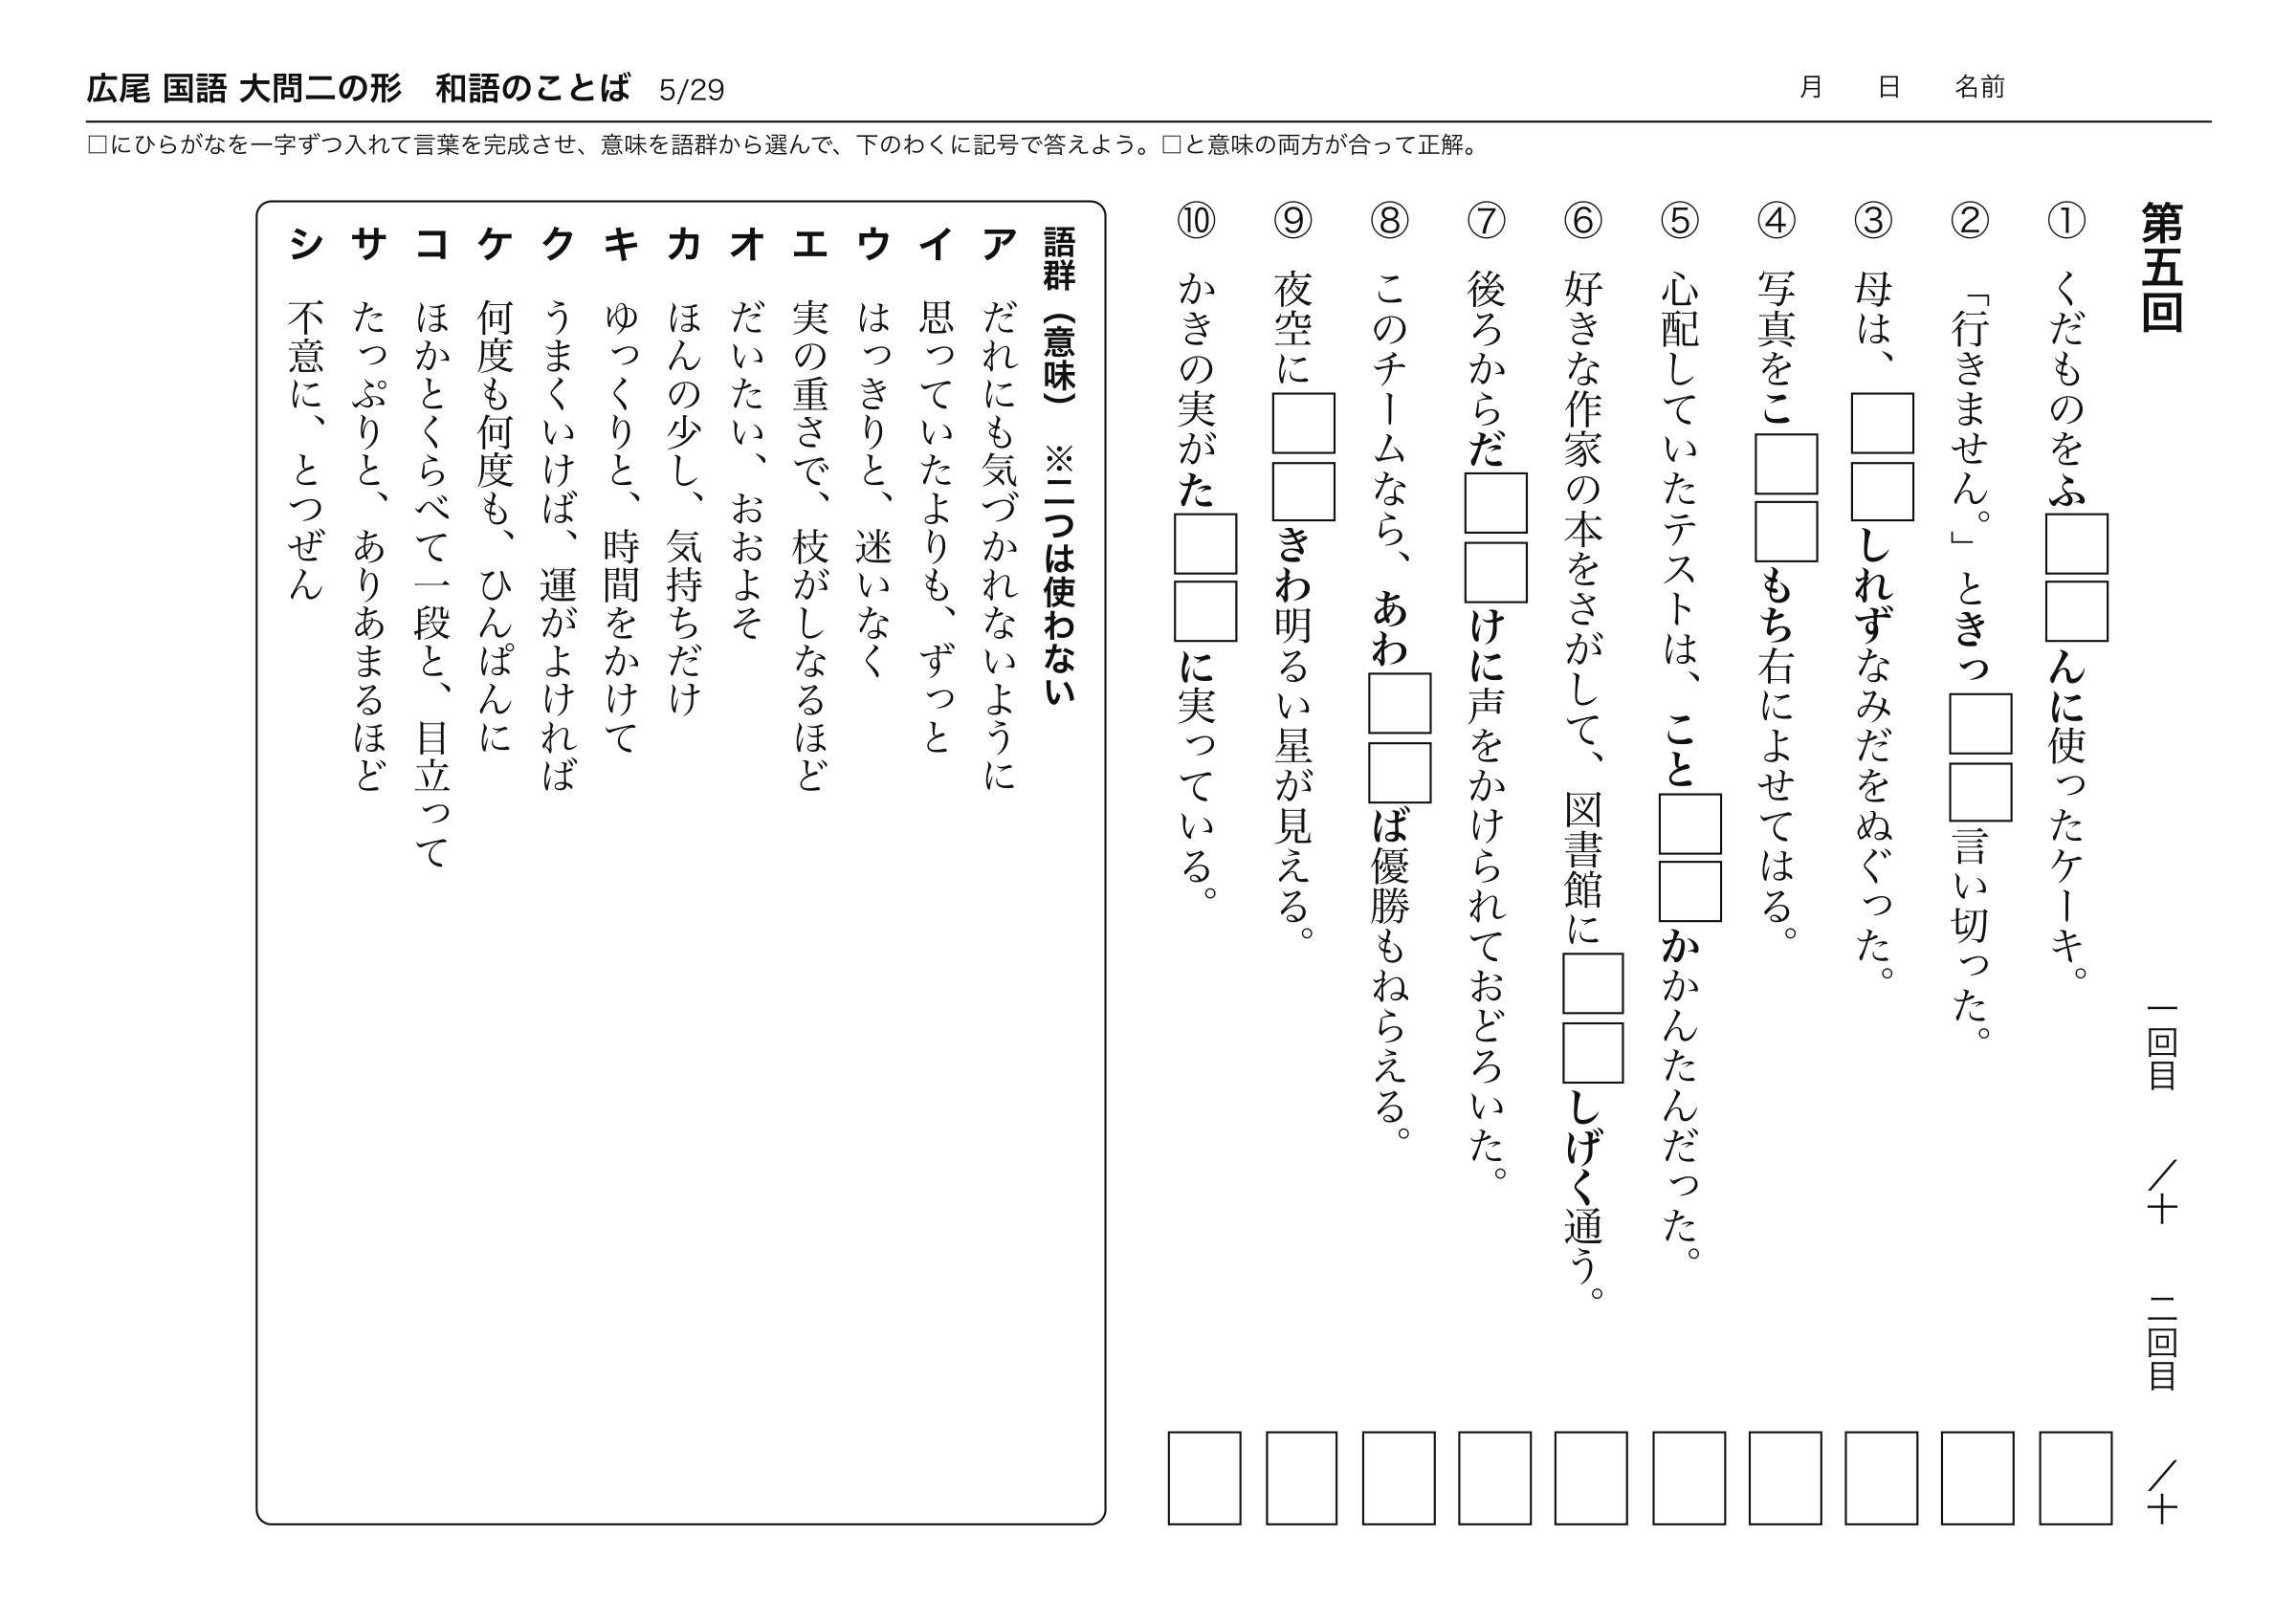 広尾 国語 大問二の形　和語のことば　5/29
月　　日　　名前
□にひらがなを一字ずつ入れて言葉を完成させ、意味を語群から選んで、下のわくに記号で答えよう。□と意味の両方が合って正解。
第五回　一回目　／十　二回目　／十
① くだものをふ□□んに使ったケーキ。
② 「行きません。」ときっ□□言い切った。
③ 母は、□□しれずなみだをぬぐった。
④ 写真をこ□□もち右によせてはる。
⑤ 心配していたテストは、こと□□かかんたんだった。
⑥ 好きな作家の本をさがして、図書館に□□しげく通う。
⑦ 後ろからだ□□けに声をかけられておどろいた。
⑧ このチームなら、あわ□□ば優勝もねらえる。
⑨ 夜空に□□きわ明るい星が見える。
⑩ かきの実がた□□に実っている。
語群（意味）　※二つは使わない
ア　だれにも気づかれないように
イ　思っていたよりも、ずっと
ウ　はっきりと、迷いなく
エ　実の重さで、枝がしなるほど
オ　だいたい、おおよそ
カ　ほんの少し、気持ちだけ
キ　ゆっくりと、時間をかけて
ク　うまくいけば、運がよければ
ケ　何度も何度も、ひんぱんに
コ　ほかとくらべて一段と、目立って
サ　たっぷりと、ありあまるほど
シ　不意に、とつぜん